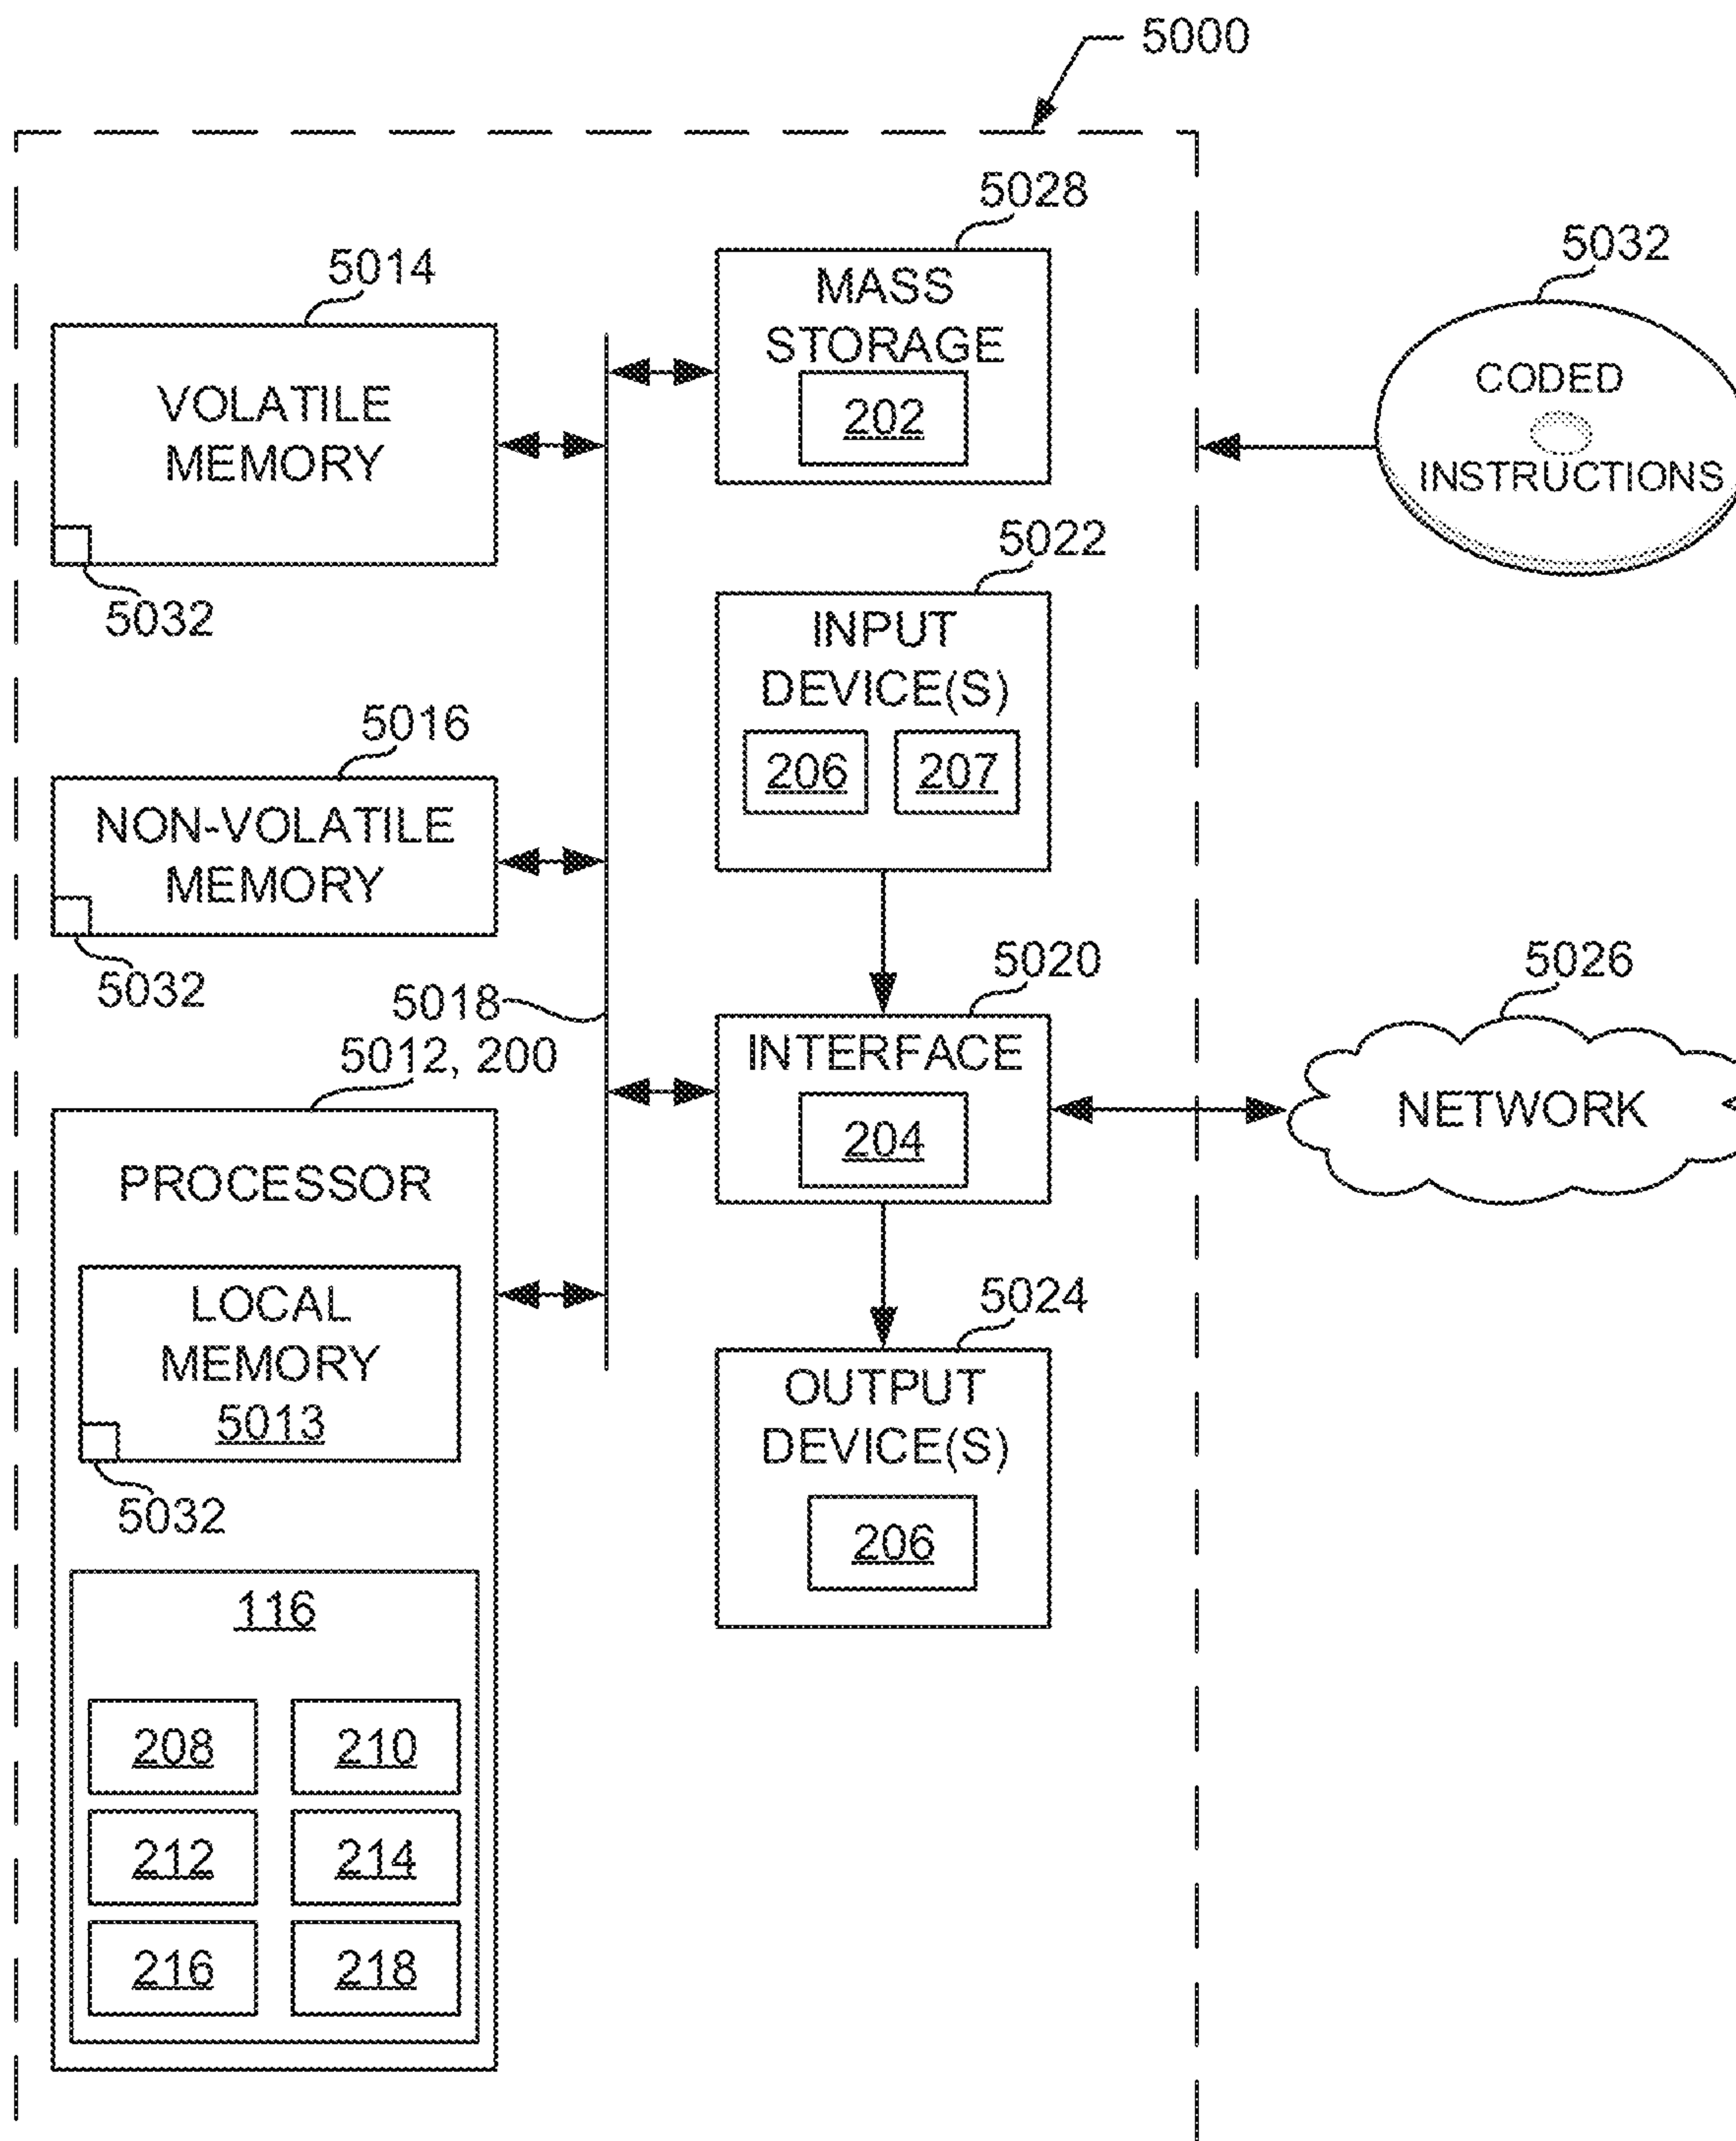 5000
5028
5014
MASS
STORAGE
202
VOLATILE
MEMORY
5032
5032
CODED
INSTRUCTIONS
5022
INPUT
DEVICE(S)
206
207
5016
NON-VOLATILE
MEMORY
5032
5018
5020
INTERFACE
204
5026
NETWORK
5012, 200
PROCESSOR
LOCAL
MEMORY
5013
5032
5024
OUTPUT
DEVICE(S)
206
116
208
210
212
214
216
218